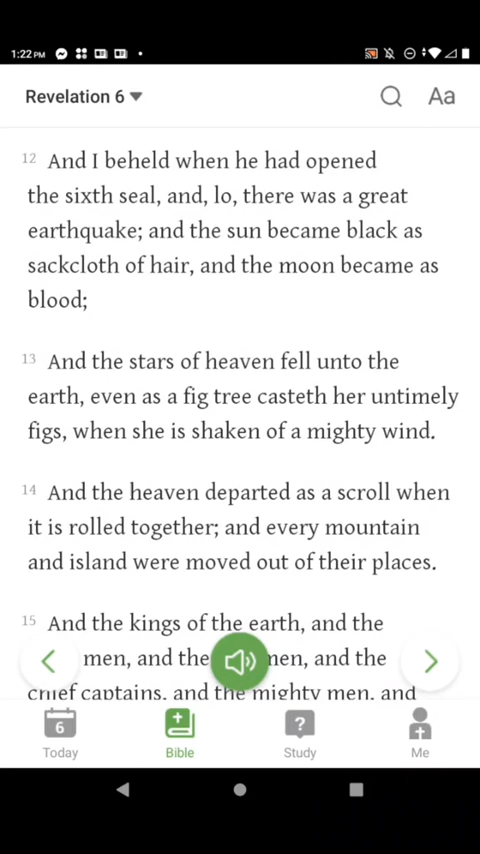 1:22 PM
Revelation 6
Aa
12 And I beheld when he had opened
the sixth seal, and, lo, there was a great
earthquake; and the sun became black as
sackcloth of hair, and the moon became as
blood;
13 And the stars of heaven fell unto the
earth, even as a fig tree casteth her untimely
figs, when she is shaken of a mighty wind.
14 And the heaven departed as a scroll when
it is rolled together; and every mountain
and island were moved out of their places.
15 And the kings of the earth, and the
men, and the men, and the
chief captains, and the mighty men, and
6
Today
Bible
?
Study
Me